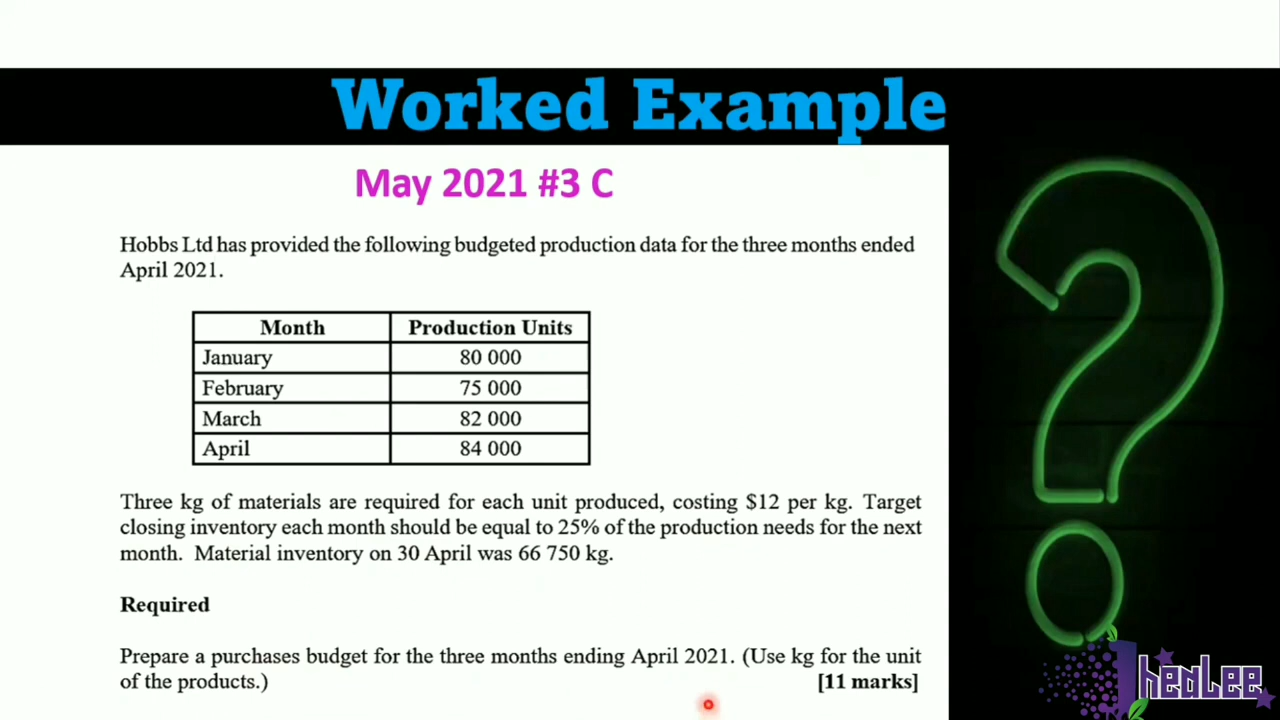 Worked Example
May 2021 #3 C
Hobbs Ltd has provided the following budgeted production data for the three months ended
April 2021.
Month Production Units
January 80 000
February 75 000
March 82 000
April 84 000
Three kg of materials are required for each unit produced, costing $12 per kg. Target
closing inventory each month should be equal to 25% of the production needs for the next
month. Material inventory on 30 April was 66 750 kg.
Required
Prepare a purchases budget for the three months ending April 2021. (Use kg for the unit
of the products.) [11 marks]
1heaLee